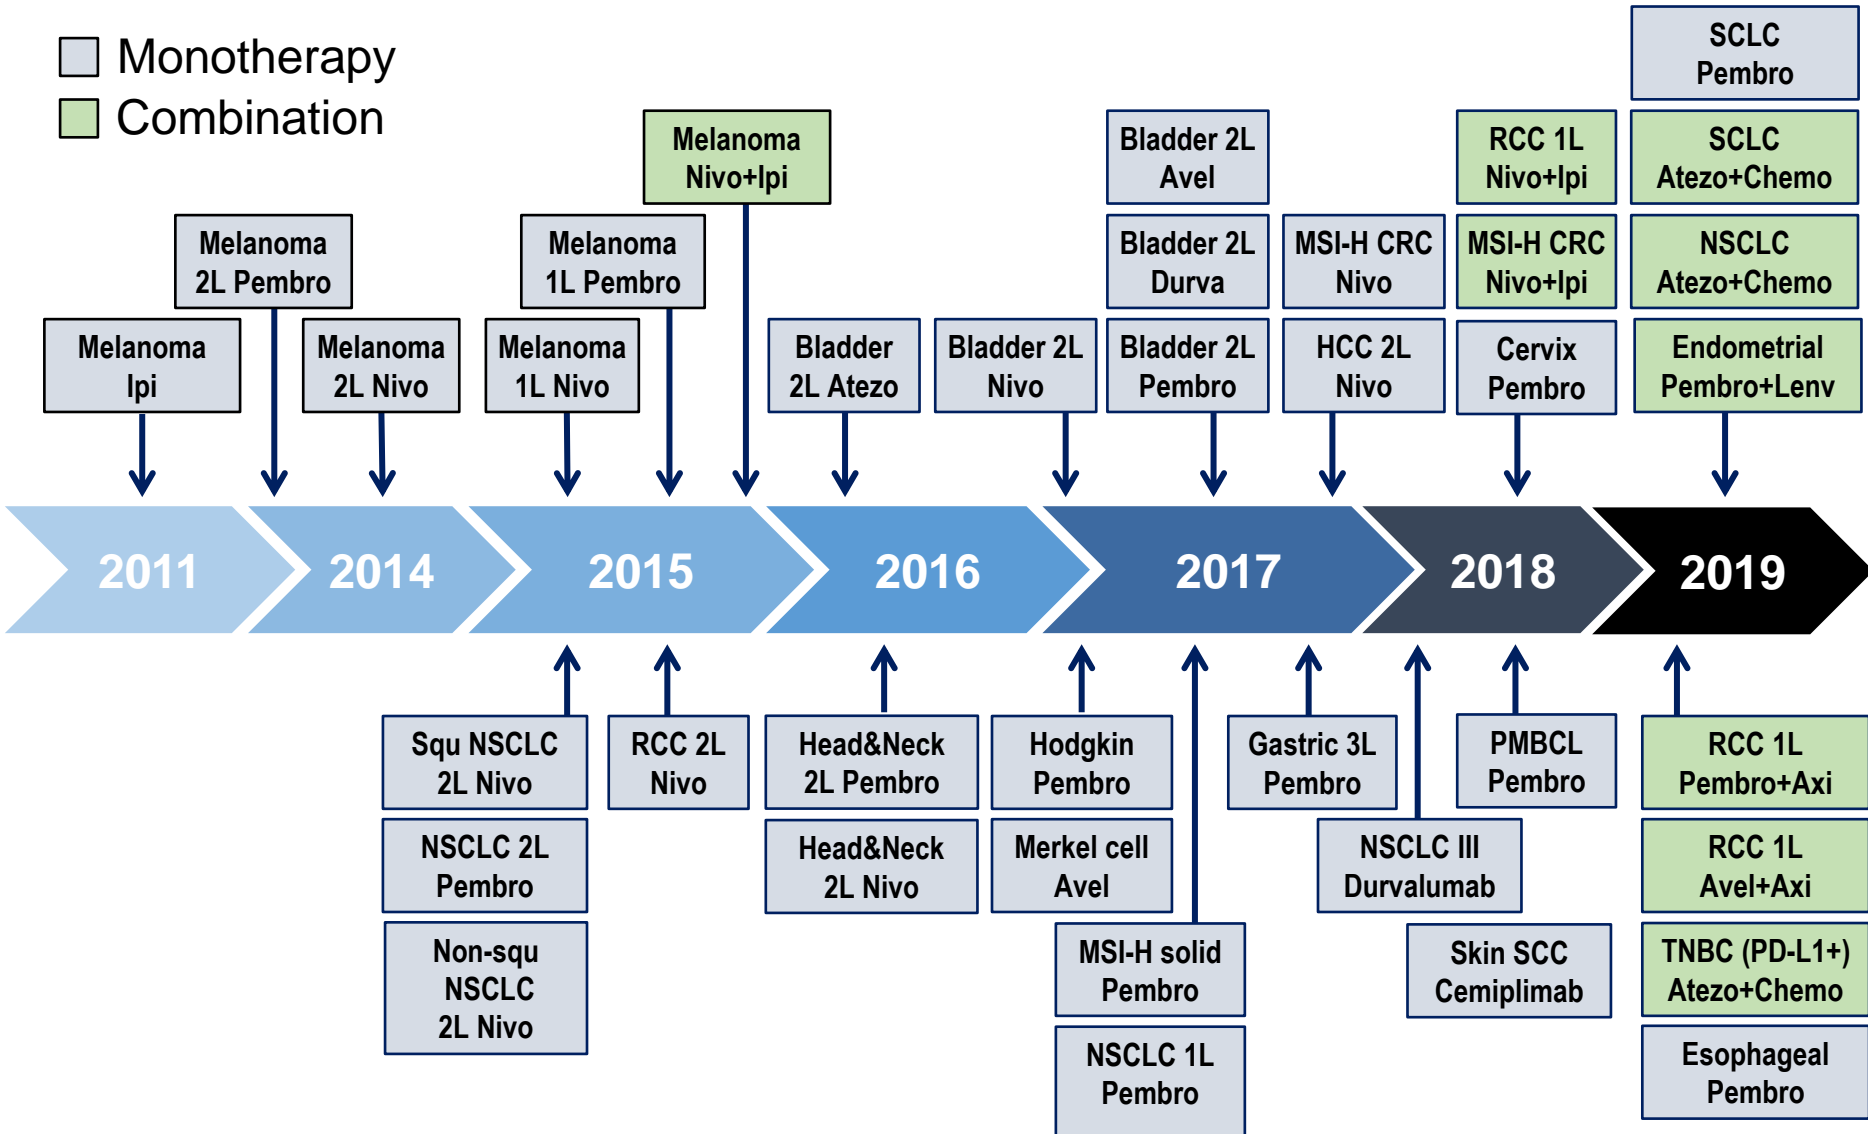 Monotherapy
Combination
SCLC
Pembro
Melanoma
Nivo+Ipi
Bladder 2L
Avel
RCC 1L
Nivo+Ipi
SCLC
Atezo+Chemo
Melanoma
2L Pembro
Melanoma
1L Pembro
Bladder 2L
Durva
MSI-H CRC
Nivo
MSI-H CRC
Nivo+Ipi
NSCLC
Atezo+Chemo
Melanoma
Ipi
Melanoma
2L Nivo
Melanoma
1L Nivo
Bladder
2L Atezo
Bladder 2L
Nivo
Bladder 2L
Pembro
HCC 2L
Nivo
Cervix
Pembro
Endometrial
Pembro+Lenv
2011
2014
2015
2016
2017
2018
2019
Squ NSCLC
2L Nivo
RCC 2L
Nivo
Head&Neck
2L Pembro
Hodgkin
Pembro
Gastric 3L
Pembro
PMBCL
Pembro
RCC 1L
Pembro+Axi
NSCLC 2L
Pembro
Head&Neck
2L Nivo
Merkel cell
Avel
NSCLC III
Durvalumab
RCC 1L
Avel+Axi
Non-squ
NSCLC
2L Nivo
MSI-H solid
Pembro
Skin SCC
Cemiplimab
TNBC (PD-L1+)
Atezo+Chemo
NSCLC 1L
Pembro
Esophageal
Pembro